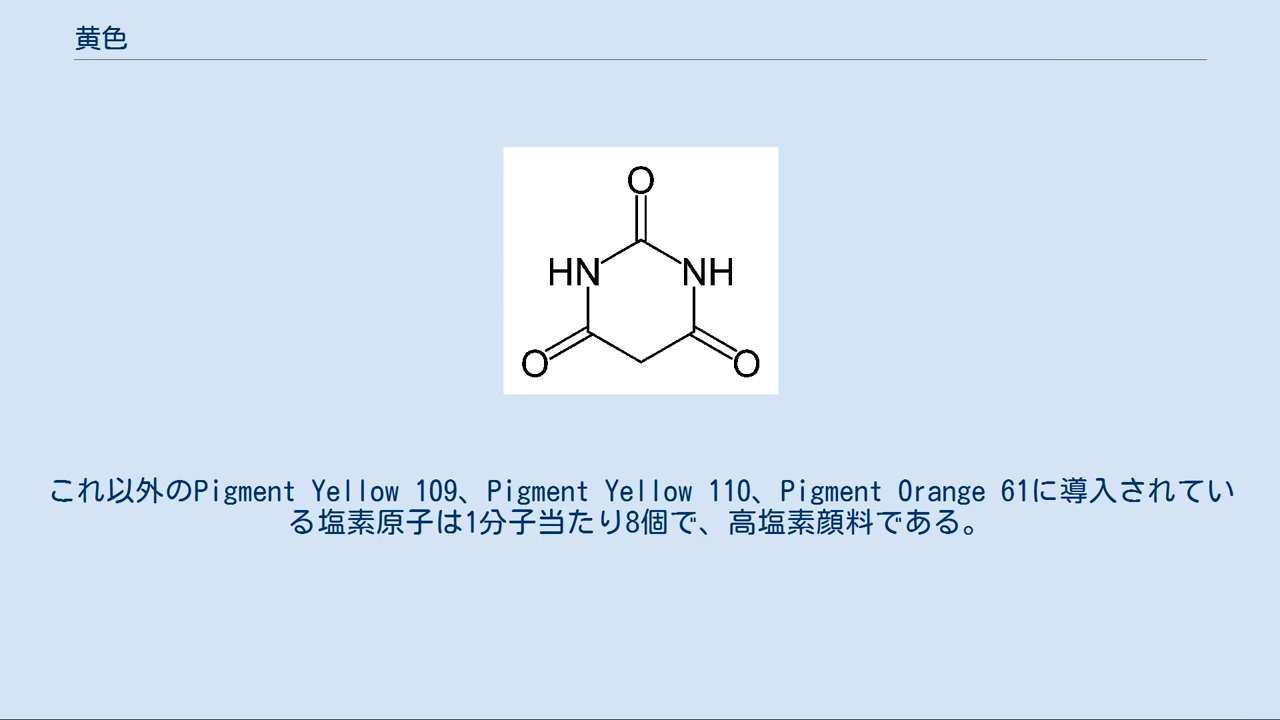 黄色
O
HN NH
O O
これ以外のPigment Yellow 109、Pigment Yellow 110、Pigment Orange 61に導入されてい
る塩素原子は1分子当たり8個で、高塩素顔料である。